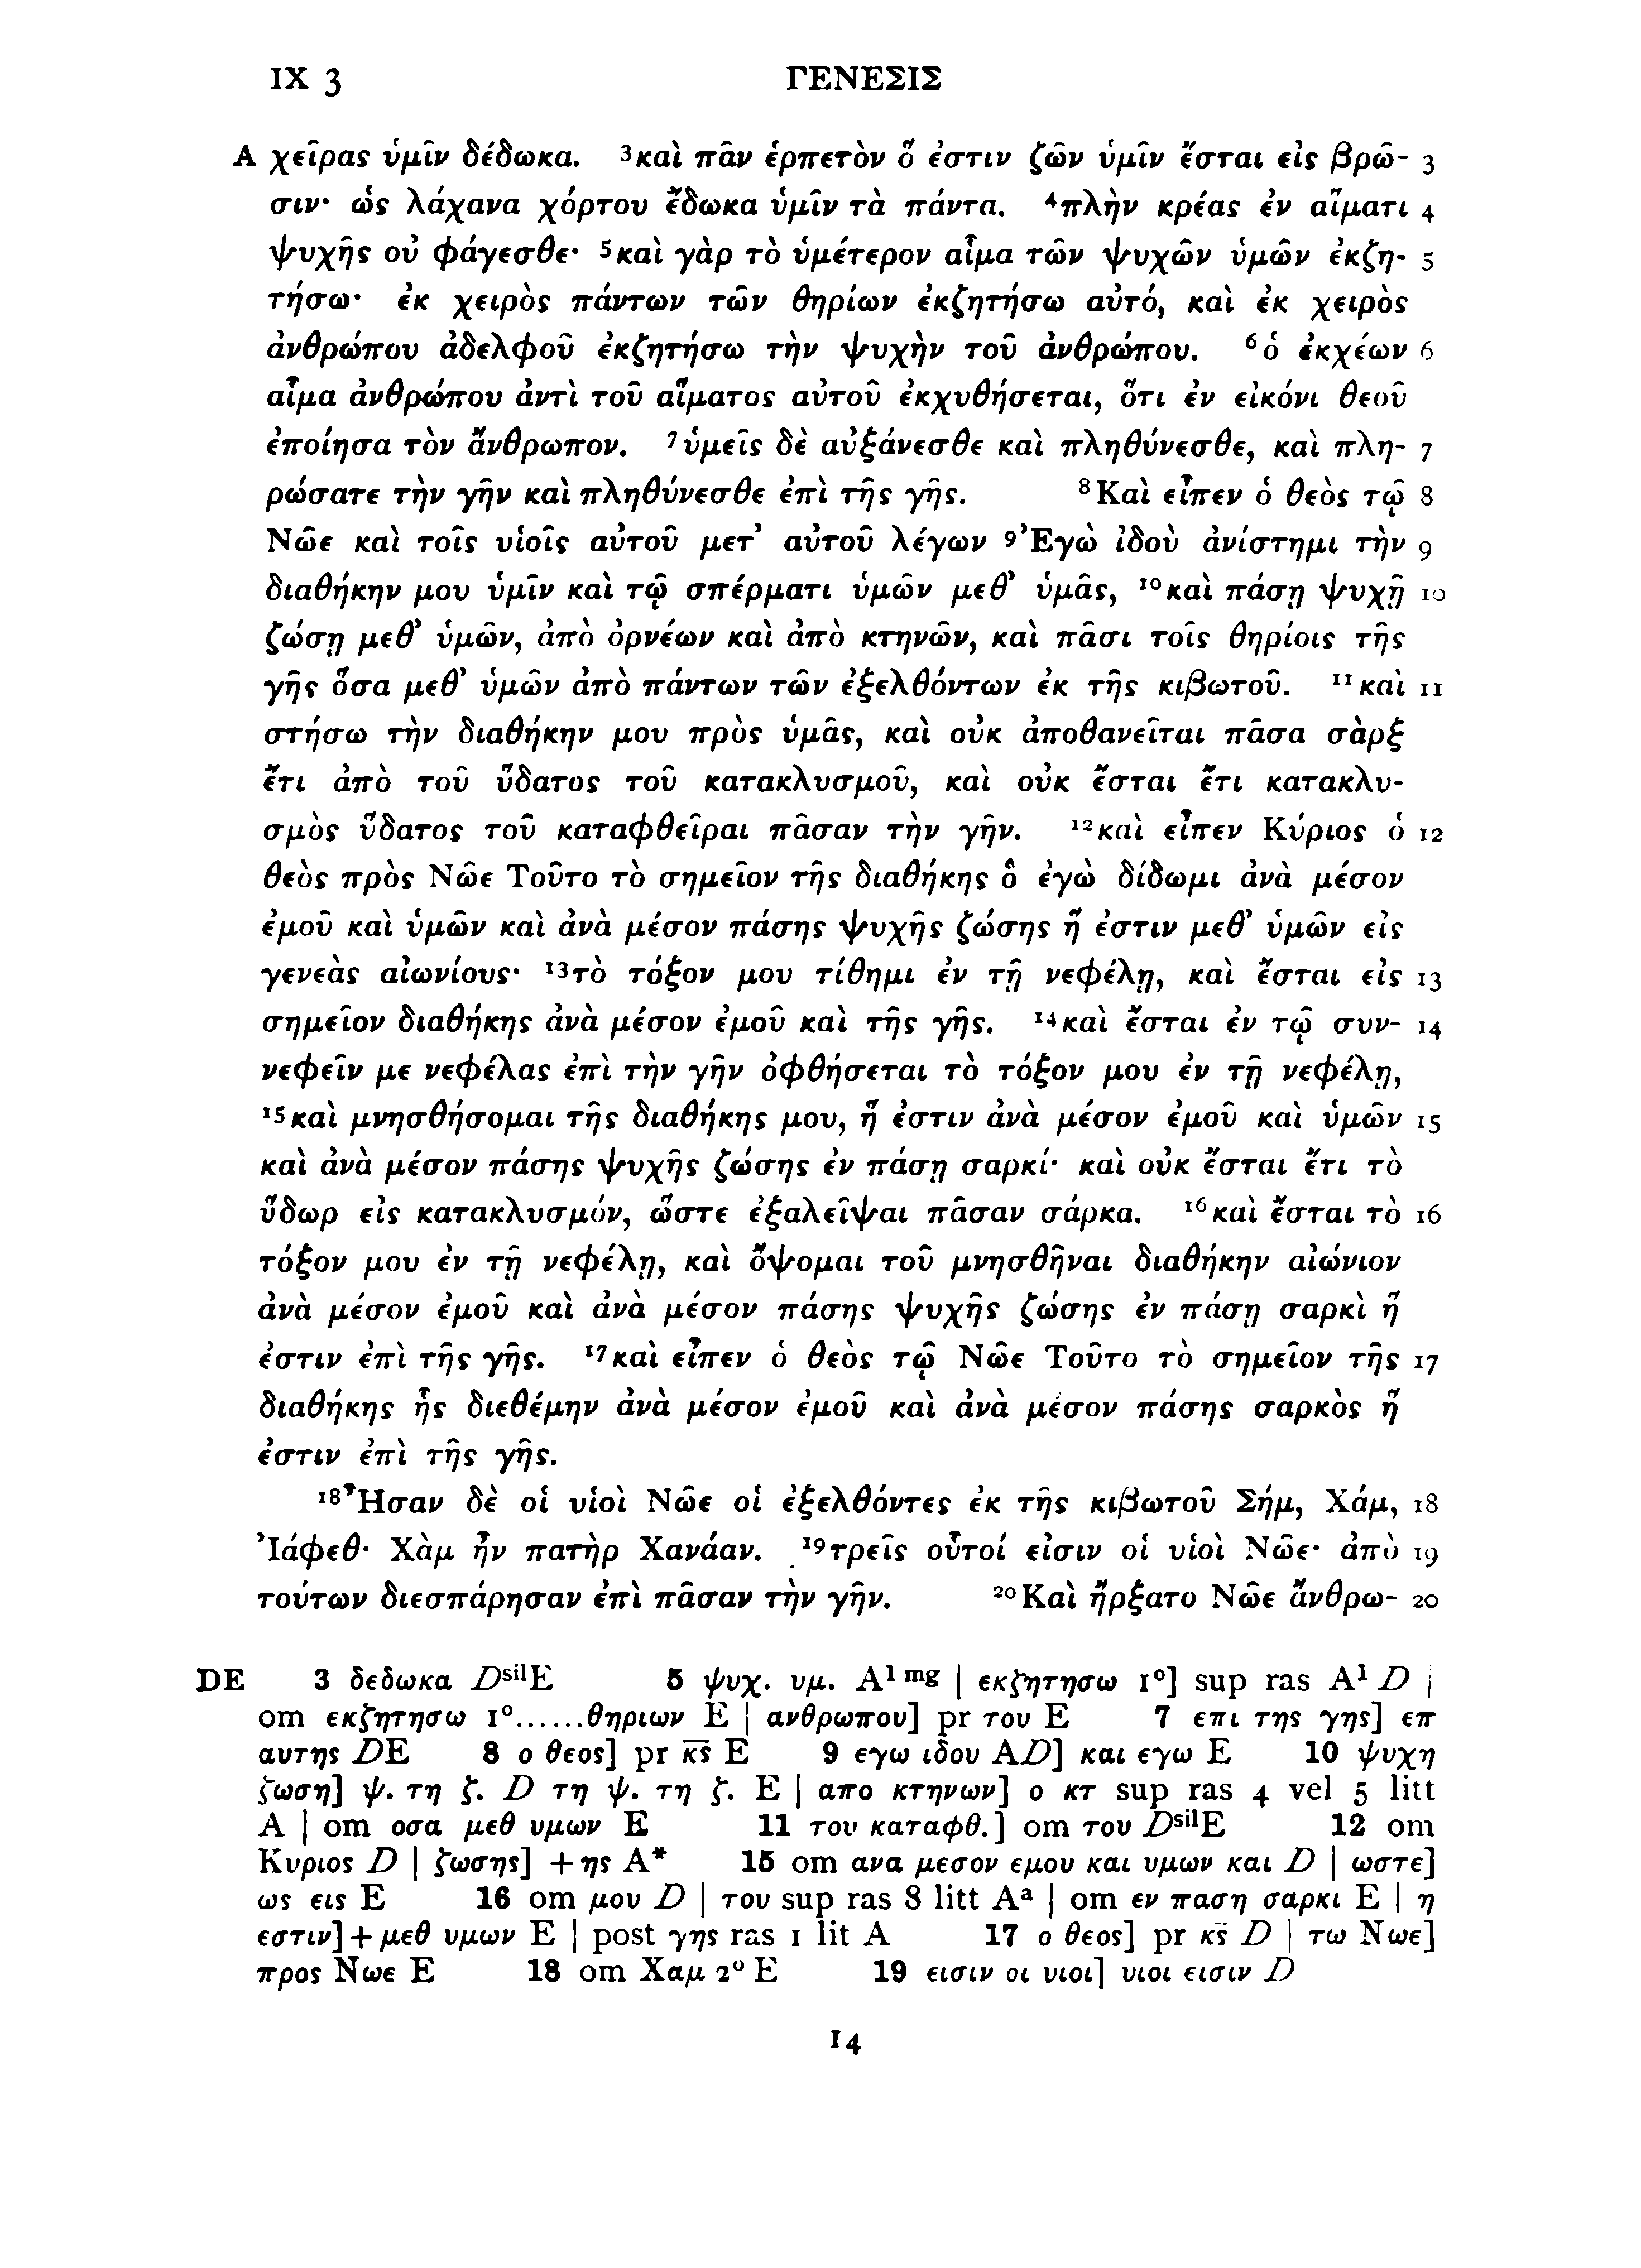 IX 3 ΓΕΝΕΣΙΣ
A χεῖρας ὑμῖν δέδωκα. ³καὶ πᾶν ἑρπετὸν ὅ ἐστιν ζῶν ὑμῖν ἔσται εἰς βρῶ- 3
σιν· ὡς λάχανα χόρτου ἔδωκα ὑμῖν τὰ πάντα. ⁴πλὴν κρέας ἐν αἵματι 4
ψυχῆς οὐ φάγεσθε· ⁵καὶ γὰρ τὸ ὑμέτερον αἷμα τῶν ψυχῶν ὑμῶν ἐκζη- 5
τήσω· ἐκ χειρὸς πάντων τῶν θηρίων ἐκζητήσω αὐτό, καὶ ἐκ χειρὸς
ἀνθρώπου ἀδελφοῦ ἐκζητήσω τὴν ψυχὴν τοῦ ἀνθρώπου. ⁶ὁ ἐκχέων 6
αἷμα ἀνθρώπου ἀντὶ τοῦ αἵματος αὐτοῦ ἐκχυθήσεται, ὅτι ἐν εἰκόνι θεοῦ
ἐποίησα τὸν ἄνθρωπον. ⁷ὑμεῖς δὲ αὐξάνεσθε καὶ πληθύνεσθε, καὶ πλη- 7
ρώσατε τὴν γῆν καὶ πληθύνεσθε ἐπὶ τῆς γῆς. ⁸Καὶ εἶπεν ὁ θεὸς τῷ 8
Νῶε καὶ τοῖς υἱοῖς αὐτοῦ μετ’ αὐτοῦ λέγων ⁹Ἐγὼ ἰδοὺ ἀνίστημι τὴν 9
διαθήκην μου ὑμῖν καὶ τῷ σπέρματι ὑμῶν μεθ’ ὑμᾶς, ¹⁰καὶ πάσῃ ψυχῇ 10
ζώσῃ μεθ’ ὑμῶν, ἀπὸ ὀρνέων καὶ ἀπὸ κτηνῶν, καὶ πᾶσι τοῖς θηρίοις τῆς
γῆς ὅσα μεθ’ ὑμῶν ἀπὸ πάντων τῶν ἐξελθόντων ἐκ τῆς κιβωτοῦ. ¹¹καὶ 11
στήσω τὴν διαθήκην μου πρὸς ὑμᾶς, καὶ οὐκ ἀποθανεῖται πᾶσα σὰρξ
ἔτι ἀπὸ τοῦ ὕδατος τοῦ κατακλυσμοῦ, καὶ οὐκ ἔσται ἔτι κατακλυ-
σμὸς ὕδατος τοῦ καταφθεῖραι πᾶσαν τὴν γῆν. ¹²καὶ εἶπεν Κύριος ὁ 12
θεὸς πρὸς Νῶε Τοῦτο τὸ σημεῖον τῆς διαθήκης ὃ ἐγὼ δίδωμι ἀνὰ μέσον
ἐμοῦ καὶ ὑμῶν καὶ ἀνὰ μέσον πάσης ψυχῆς ζώσης ἥ ἐστιν μεθ’ ὑμῶν εἰς
γενεὰς αἰωνίους· ¹³τὸ τόξον μου τίθημι ἐν τῇ νεφέλῃ, καὶ ἔσται εἰς 13
σημεῖον διαθήκης ἀνὰ μέσον ἐμοῦ καὶ τῆς γῆς. ¹⁴καὶ ἔσται ἐν τῷ συν- 14
νεφεῖν με νεφέλας ἐπὶ τὴν γῆν ὀφθήσεται τὸ τόξον μου ἐν τῇ νεφέλῃ,
¹⁵καὶ μνησθήσομαι τῆς διαθήκης μου, ἥ ἐστιν ἀνὰ μέσον ἐμοῦ καὶ ὑμῶν 15
καὶ ἀνὰ μέσον πάσης ψυχῆς ζώσης ἐν πάσῃ σαρκί· καὶ οὐκ ἔσται ἔτι τὸ
ὕδωρ εἰς κατακλυσμόν, ὥστε ἐξαλεῖψαι πᾶσαν σάρκα. ¹⁶καὶ ἔσται τὸ 16
τόξον μου ἐν τῇ νεφέλῃ, καὶ ὄψομαι τοῦ μνησθῆναι διαθήκην αἰώνιον
ἀνὰ μέσον ἐμοῦ καὶ ἀνὰ μέσον πάσης ψυχῆς ζώσης ἐν πάσῃ σαρκὶ ἥ
ἐστιν ἐπὶ τῆς γῆς. ¹⁷καὶ εἶπεν ὁ θεὸς τῷ Νῶε Τοῦτο τὸ σημεῖον τῆς 17
διαθήκης ἧς διεθέμην ἀνὰ μέσον ἐμοῦ καὶ ἀνὰ μέσον πάσης σαρκὸς ἥ
ἐστιν ἐπὶ τῆς γῆς.
¹⁸Ἦσαν δὲ οἱ υἱοὶ Νῶε οἱ ἐξελθόντες ἐκ τῆς κιβωτοῦ Σήμ, Χάμ, 18
Ἰάφεθ· Χὰμ ἦν πατὴρ Χανάαν. ¹⁹τρεῖς οὗτοί εἰσιν οἱ υἱοὶ Νῶε· ἀπὸ 19
τούτων διεσπάρησαν ἐπὶ πᾶσαν τὴν γῆν. ²⁰Καὶ ἤρξατο Νῶε ἄνθρω- 20
DE 3 δεδωκα DˢⁱˡE 5 ψυχ. υμ. A¹ ᵐᵍ | εκζητησω 1°] sup ras A¹ D |
om εκζητησω 1°......θηριων E | ανθρωπου] pr του E 7 επι της γης] επ
αυτης DE 8 ο θεος] pr κ̅ς̅ E 9 εγω ιδου AD] και εγω E 10 ψυχη
ζωση] ψ. τη ζ. D τη ψ. τη ζ. E | απο κτηνων] ο κτ sup ras 4 vel 5 litt
A | om οσα μεθ υμων E 11 του καταφθ.] om του DˢⁱˡE 12 om
Κυριος D | ζωσης] + ης A* 15 om ανα μεσον εμου και υμων και D | ωστε]
ως εις E 16 om μου D | του sup ras 8 litt Aᵃ | om εν παση σαρκι E | η
εστιν] + μεθ υμων E | post γης ras 1 lit A 17 ο θεος] pr κ̅ς̅ D | τω Νωε]
προς Νωε E 18 om Χαμ 2° E 19 εισιν οι υιοι] υιοι εισιν D
14